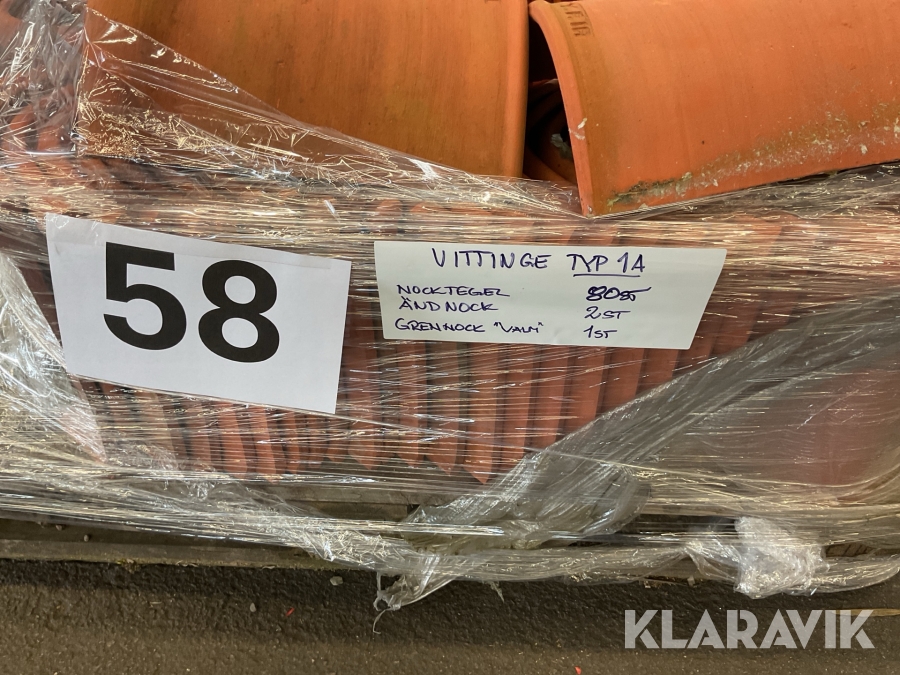 58
VITTINGE TYP 1A
NOCKTEGEL 80ST
ÄNDNOCK 2ST
GRENNOCK "VALM" 1ST
KLARAVIK